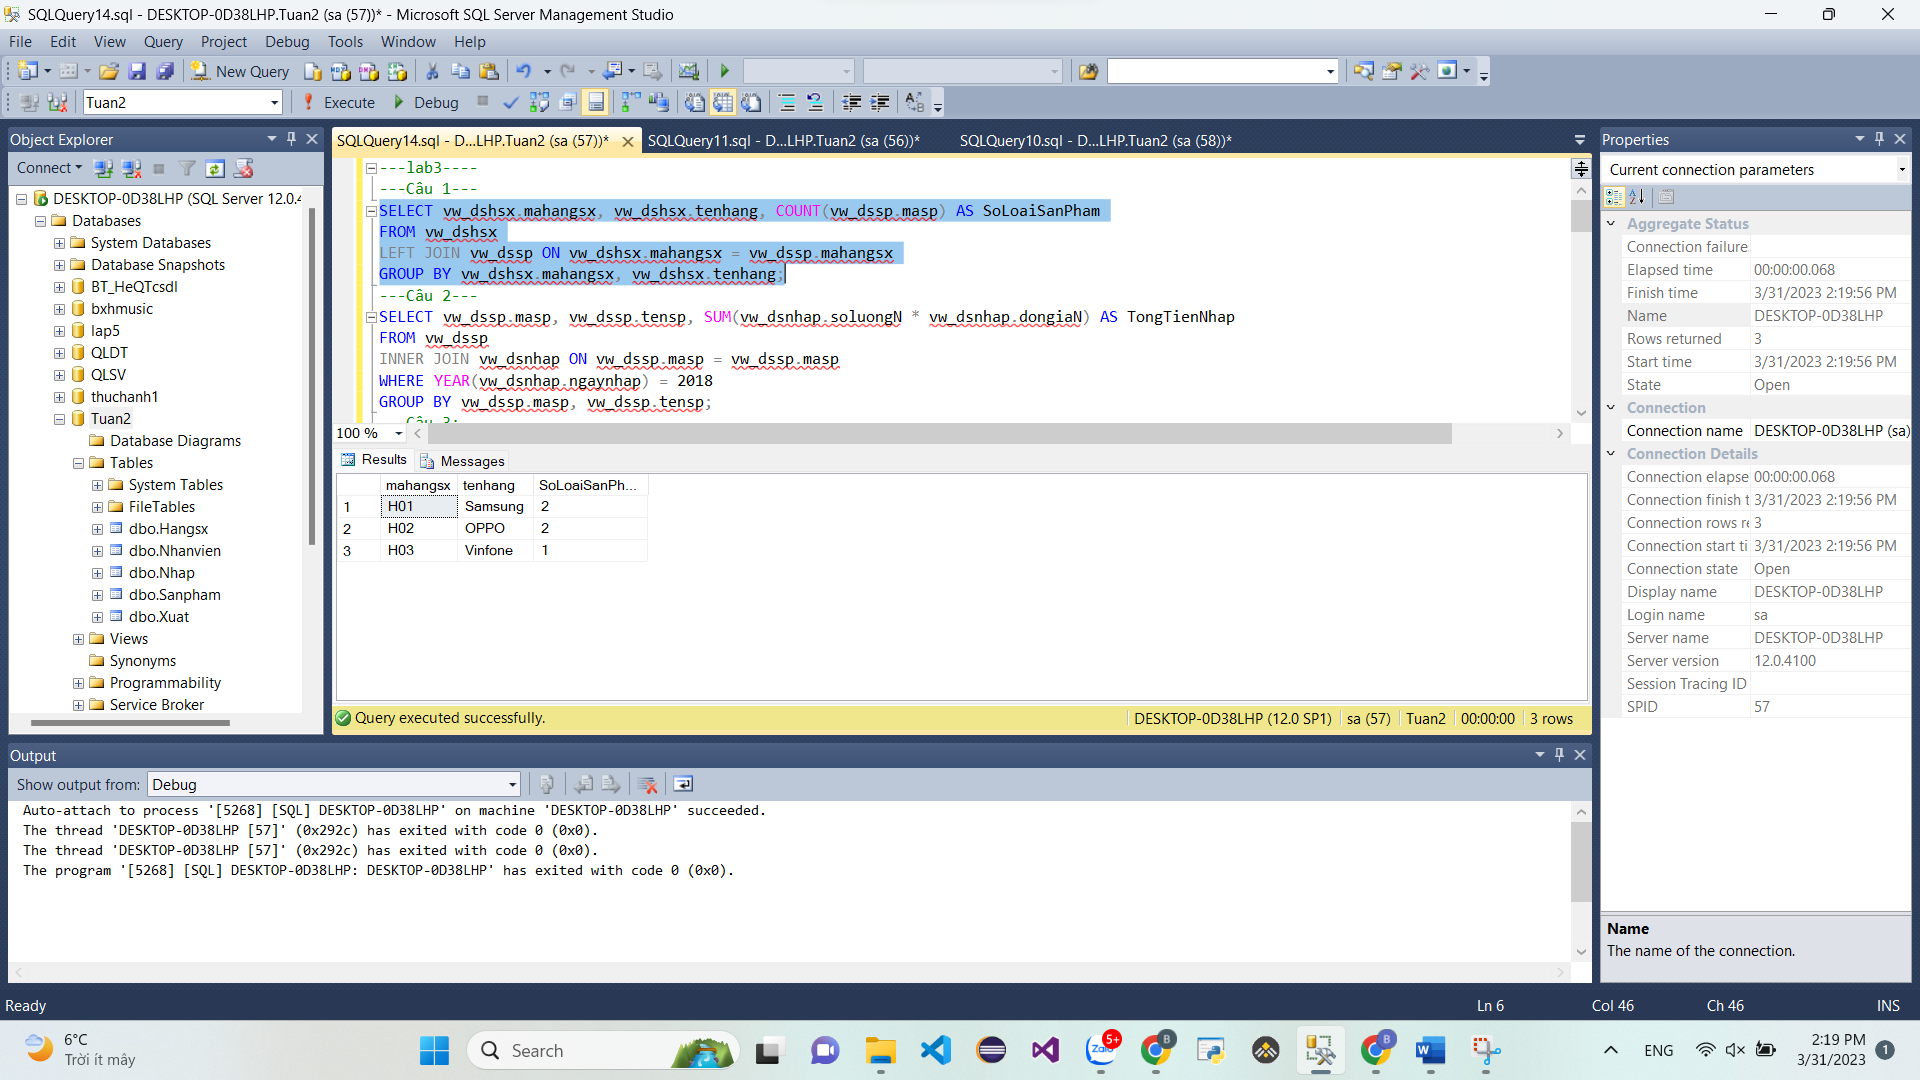 SQLQuery14.sql - DESKTOP-0D38LHP.Tuan2 (sa (57))* - Microsoft SQL Server Management Studio
File Edit View Query Project Debug Tools Window Help
New Query
Tuan2
Execute
Debug
Object Explorer
Connect
DESKTOP-0D38LHP (SQL Server 12.0.4
Databases
System Databases
Database Snapshots
BT_HeQTcsdl
bxhmusic
lap5
QLDT
QLSV
thuchanh1
Tuan2
Database Diagrams
Tables
System Tables
FileTables
dbo.Hangsx
dbo.Nhanvien
dbo.Nhap
dbo.Sanpham
dbo.Xuat
Views
Synonyms
Programmability
Service Broker
SQLQuery14.sql - D...LHP.Tuan2 (sa (57))*
SQLQuery11.sql - D...LHP.Tuan2 (sa (56))*
SQLQuery10.sql - D...LHP.Tuan2 (sa (58))*
---lab3----
---Câu 1---
SELECT vw_dshsx.mahangsx, vw_dshsx.tenhang, COUNT(vw_dssp.masp) AS SoLoaiSanPham
FROM vw_dshsx
LEFT JOIN vw_dssp ON vw_dshsx.mahangsx = vw_dssp.mahangsx
GROUP BY vw_dshsx.mahangsx, vw_dshsx.tenhang;
---Câu 2---
SELECT vw_dssp.masp, vw_dssp.tensp, SUM(vw_dsnhap.soluongN * vw_dsnhap.dongiaN) AS TongTienNhap
FROM vw_dssp
INNER JOIN vw_dsnhap ON vw_dssp.masp = vw_dssp.masp
WHERE YEAR(vw_dsnhap.ngaynhap) = 2018
GROUP BY vw_dssp.masp, vw_dssp.tensp;
100 %
Results
Messages
mahangsx tenhang SoLoaiSanPh...
1 H01 Samsung 2
2 H02 OPPO 2
3 H03 Vinfone 1
Query executed successfully.
DESKTOP-0D38LHP (12.0 SP1) sa (57) Tuan2 00:00:00 3 rows
Properties
Current connection parameters
Aggregate Status
Connection failure
Elapsed time 00:00:00.068
Finish time 3/31/2023 2:19:56 PM
Name DESKTOP-0D38LHP
Rows returned 3
Start time 3/31/2023 2:19:56 PM
State Open
Connection
Connection name DESKTOP-0D38LHP (sa)
Connection Details
Connection elapse 00:00:00.068
Connection finish t 3/31/2023 2:19:56 PM
Connection rows re 3
Connection start ti 3/31/2023 2:19:56 PM
Connection state Open
Display name DESKTOP-0D38LHP
Login name sa
Server name DESKTOP-0D38LHP
Server version 12.0.4100
Session Tracing ID
SPID 57
Name
The name of the connection.
Output
Show output from: Debug
Auto-attach to process '[5268] [SQL] DESKTOP-0D38LHP' on machine 'DESKTOP-0D38LHP' succeeded.
The thread 'DESKTOP-0D38LHP [57]' (0x292c) has exited with code 0 (0x0).
The thread 'DESKTOP-0D38LHP [57]' (0x292c) has exited with code 0 (0x0).
The program '[5268] [SQL] DESKTOP-0D38LHP: DESKTOP-0D38LHP' has exited with code 0 (0x0).
Ready
Ln 6 Col 46 Ch 46 INS
6°C
Trời ít mây
Search
Zalo
5+
B
B
ENG
2:19 PM
3/31/2023
1